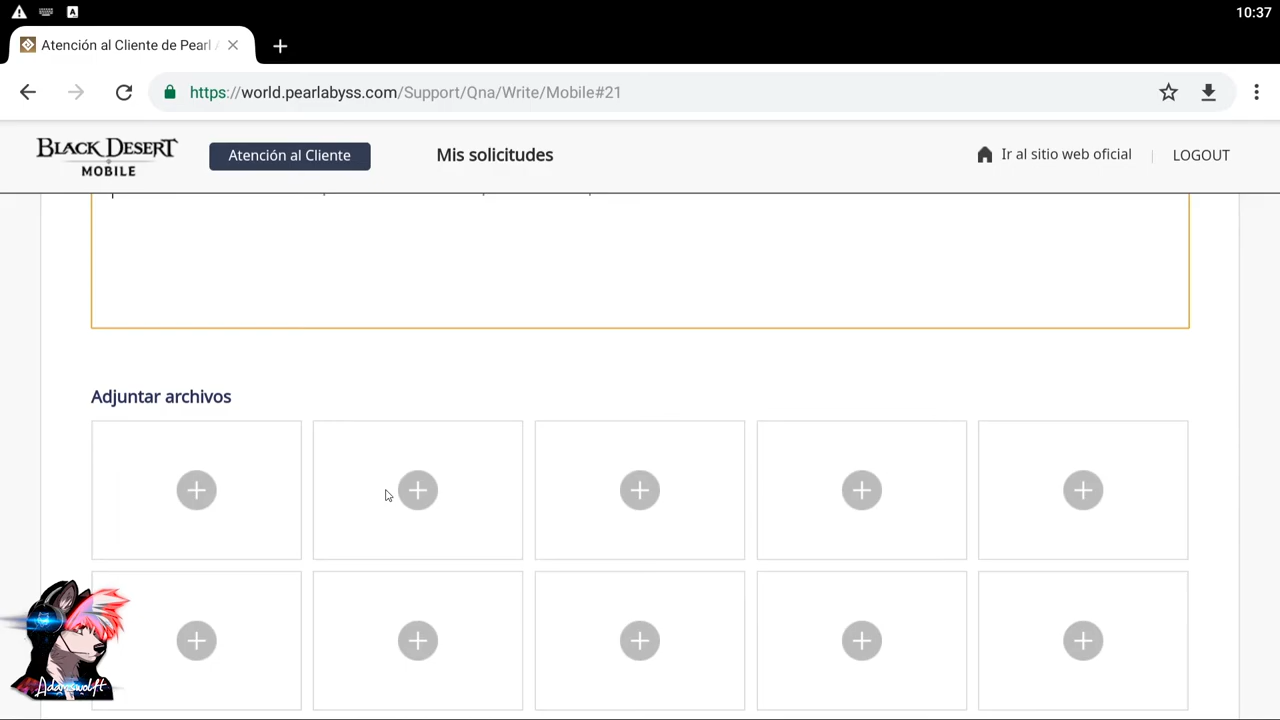 A
10:37
Atención al Cliente de Pearl
https://world.pearlabyss.com/Support/Qna/Write/Mobile#21
BLACK DESERT
MOBILE
Atención al Cliente
Mis solicitudes
Ir al sitio web oficial
LOGOUT
Adjuntar archivos
Adamswolft